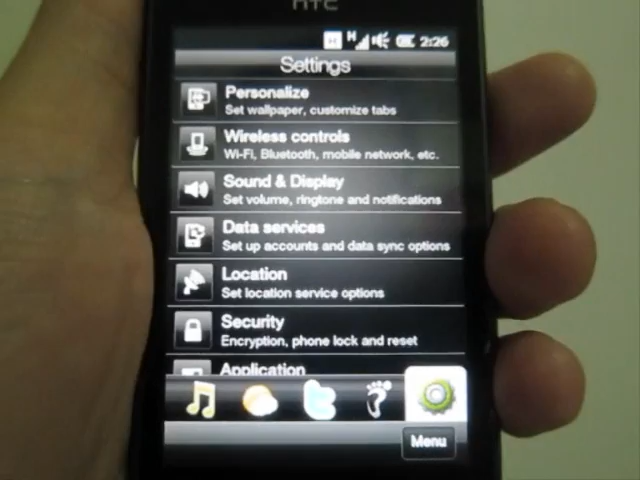 hTC
H 2:26
Settings
Personalize
Set wallpaper, customize tabs
Wireless controls
Wi-Fi, Bluetooth, mobile network, etc.
Sound & Display
Set volume, ringtone and notifications
Data services
Set up accounts and data sync options
Location
Set location service options
Security
Encryption, phone lock and reset
Application
Menu